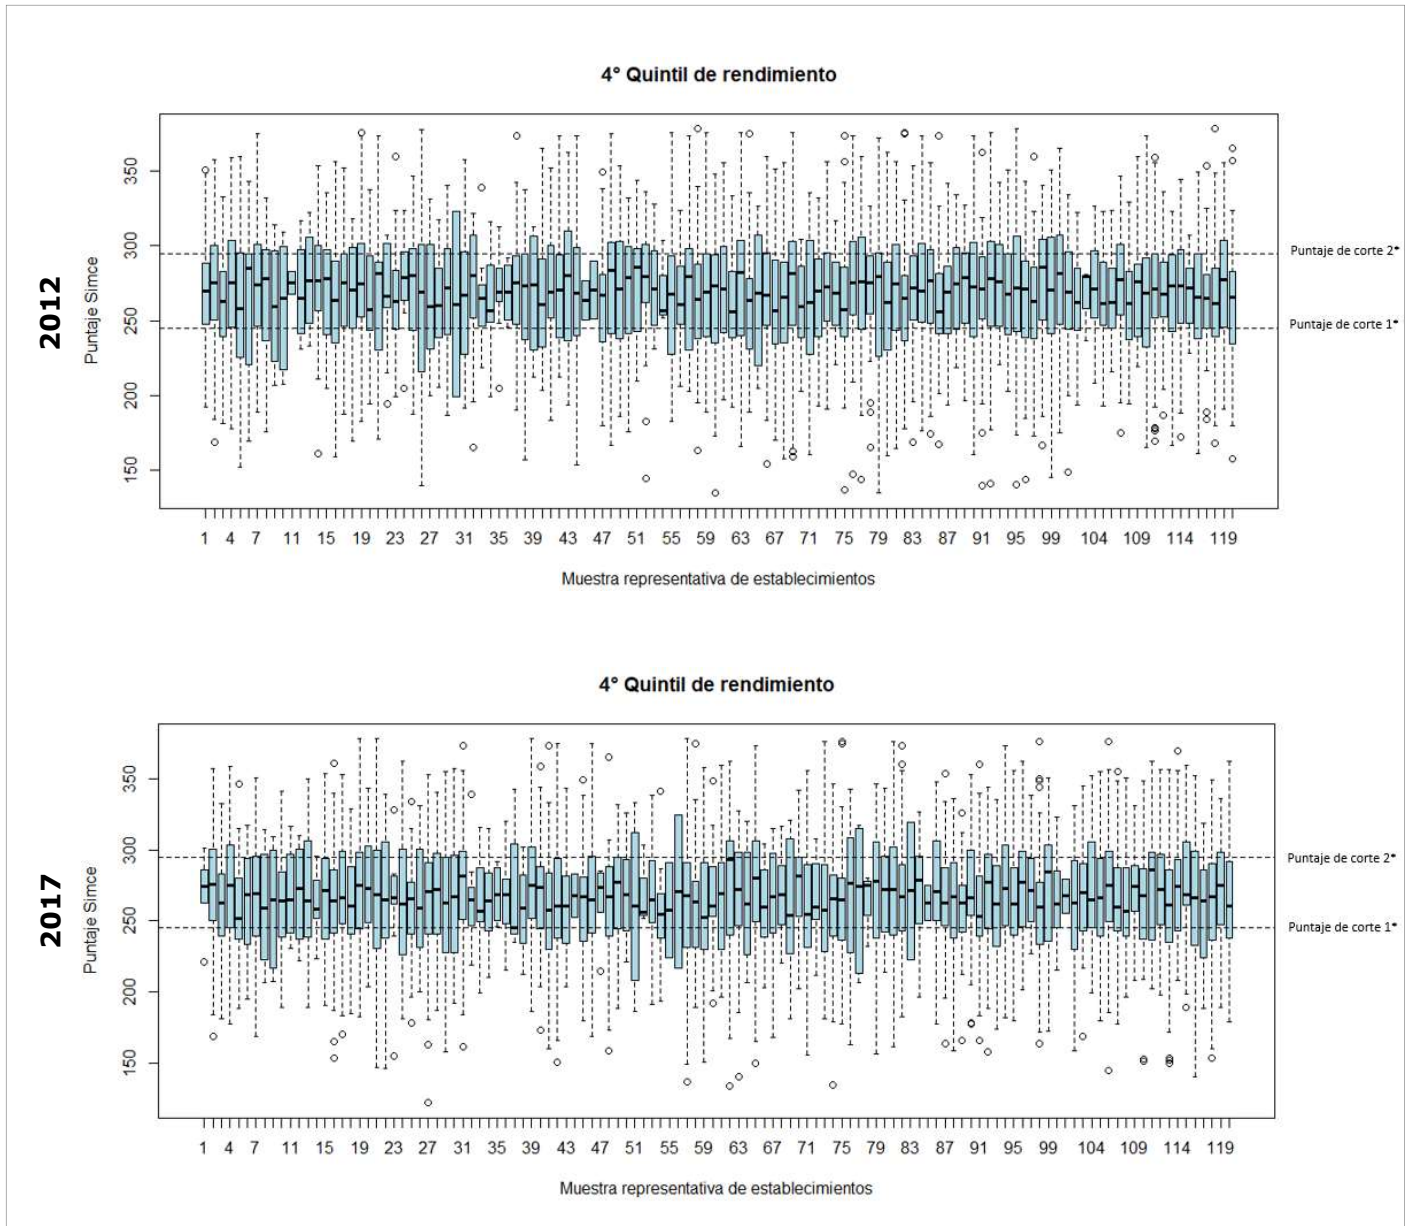 4° Quintil de rendimiento
2012
Puntaje Simce
350
300
250
200
150
Puntaje de corte 2*
Puntaje de corte 1*
1 4 7 11 15 19 23 27 31 35 39 43 47 51 55 59 63 67 71 75 79 83 87 91 95 99 104 109 114 119
Muestra representativa de establecimientos
4° Quintil de rendimiento
2017
Puntaje Simce
350
300
250
200
150
Puntaje de corte 2*
Puntaje de corte 1*
1 4 7 11 15 19 23 27 31 35 39 43 47 51 55 59 63 67 71 75 79 83 87 91 95 99 104 109 114 119
Muestra representativa de establecimientos